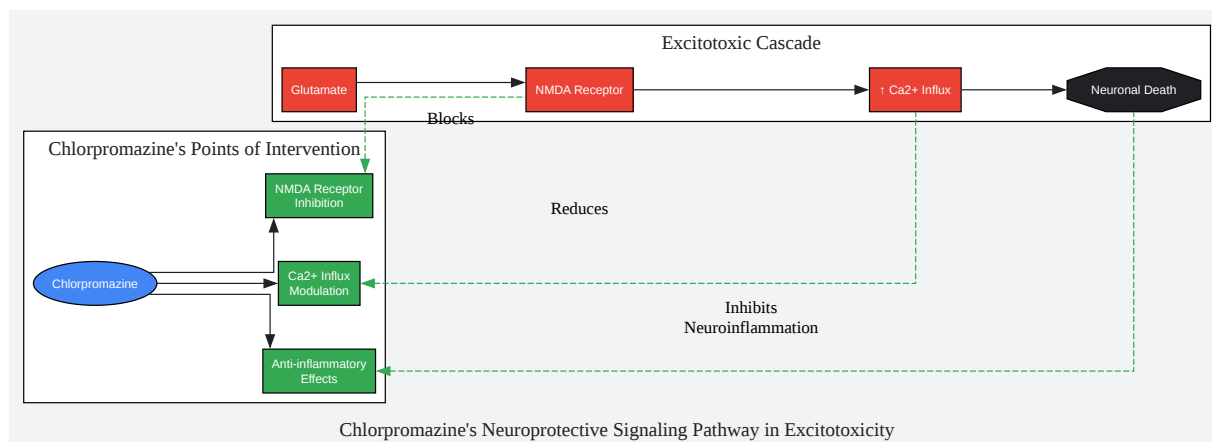 Excitotoxic Cascade
Glutamate
NMDA Receptor
↑ Ca2+ Influx
Neuronal Death
Blocks
Chlorpromazine's Points of Intervention
NMDA Receptor
Inhibition
Reduces
Chlorpromazine
Ca2+ Influx
Modulation
Inhibits
Neuroinflammation
Anti-inflammatory
Effects
Chlorpromazine's Neuroprotective Signaling Pathway in Excitotoxicity